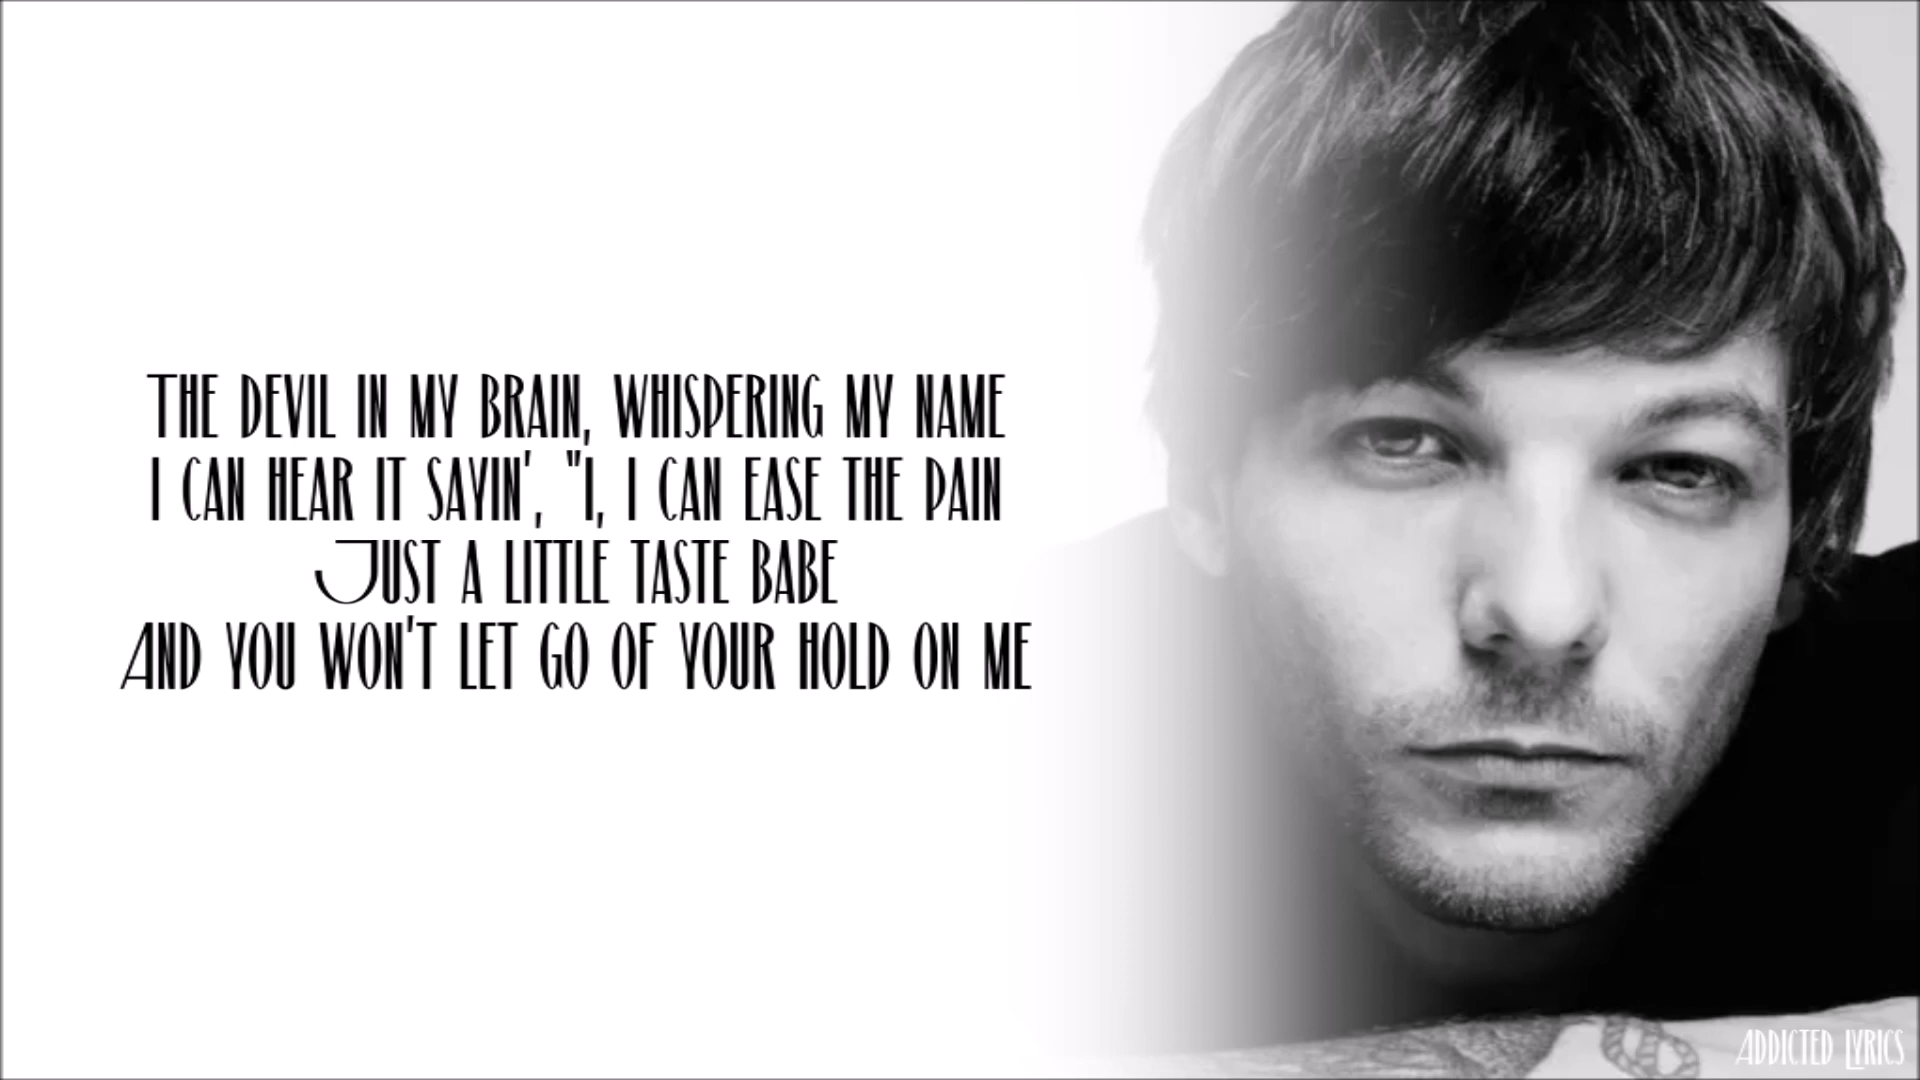 The devil in my brain, whispering my name
I can hear it sayin', "I, I can ease the pain
Just a little taste babe
And you won't let go of your hold on me
Addicted Lyrics